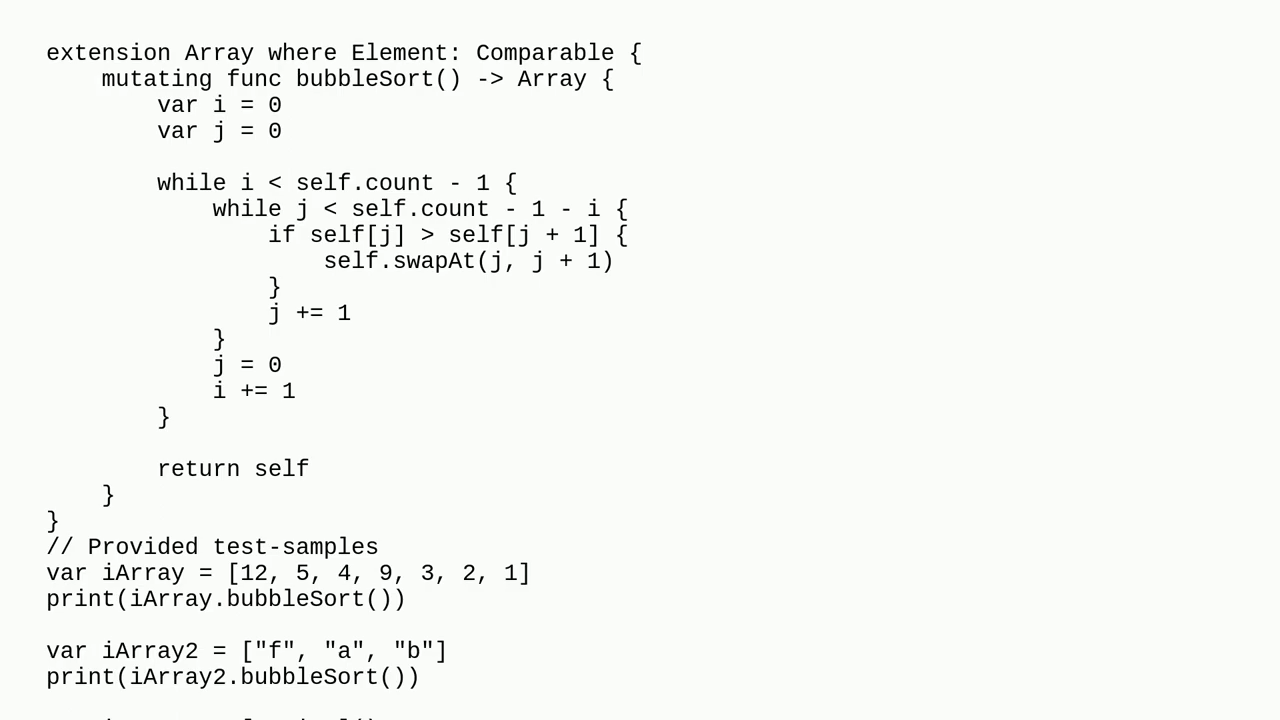 extension Array where Element: Comparable {
    mutating func bubbleSort() -> Array {
        var i = 0
        var j = 0

        while i < self.count - 1 {
            while j < self.count - 1 - i {
                if self[j] > self[j + 1] {
                    self.swapAt(j, j + 1)
                }
                j += 1
            }
            j = 0
            i += 1
        }

        return self
    }
}
// Provided test-samples
var iArray = [12, 5, 4, 9, 3, 2, 1]
print(iArray.bubbleSort())

var iArray2 = ["f", "a", "b"]
print(iArray2.bubbleSort())